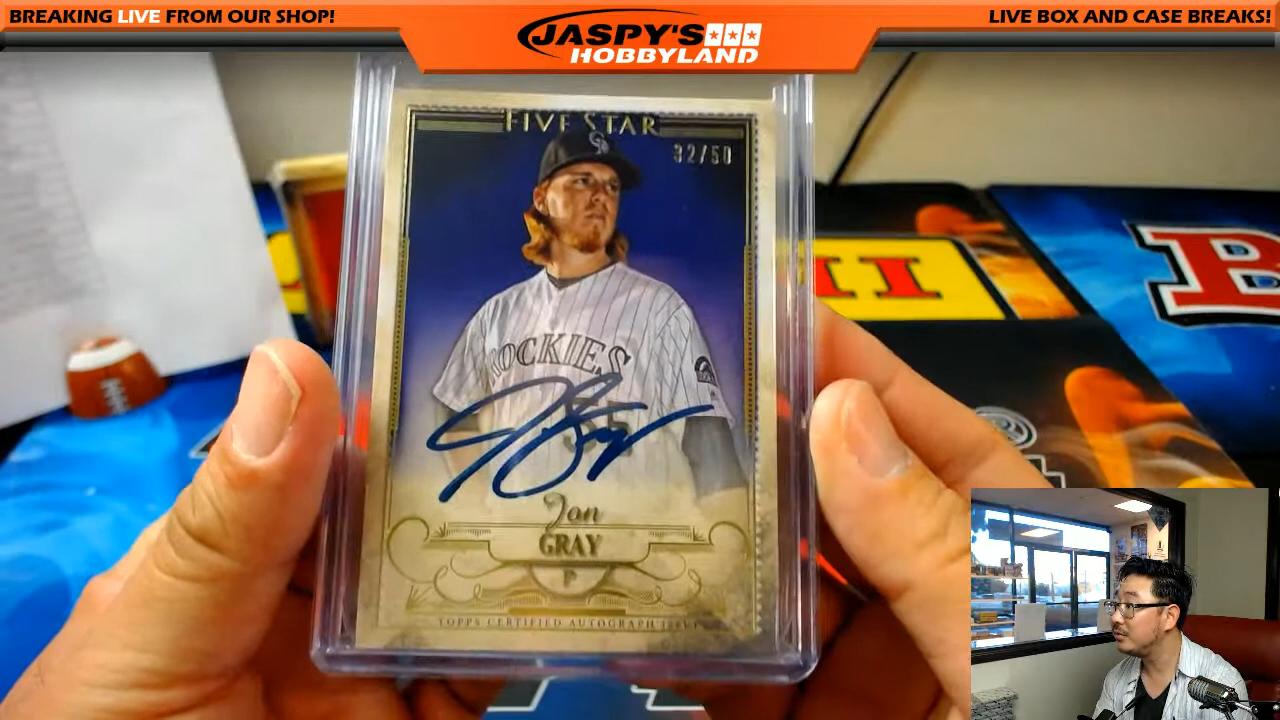 BREAKING LIVE FROM OUR SHOP!
JASPY'S
HOBBYLAND
LIVE BOX AND CASE BREAKS!
FIVE STAR
32/50
ROCKIES
Jon
GRAY
P
TOPPS CERTIFIED AUTOGRAPH ISSUE